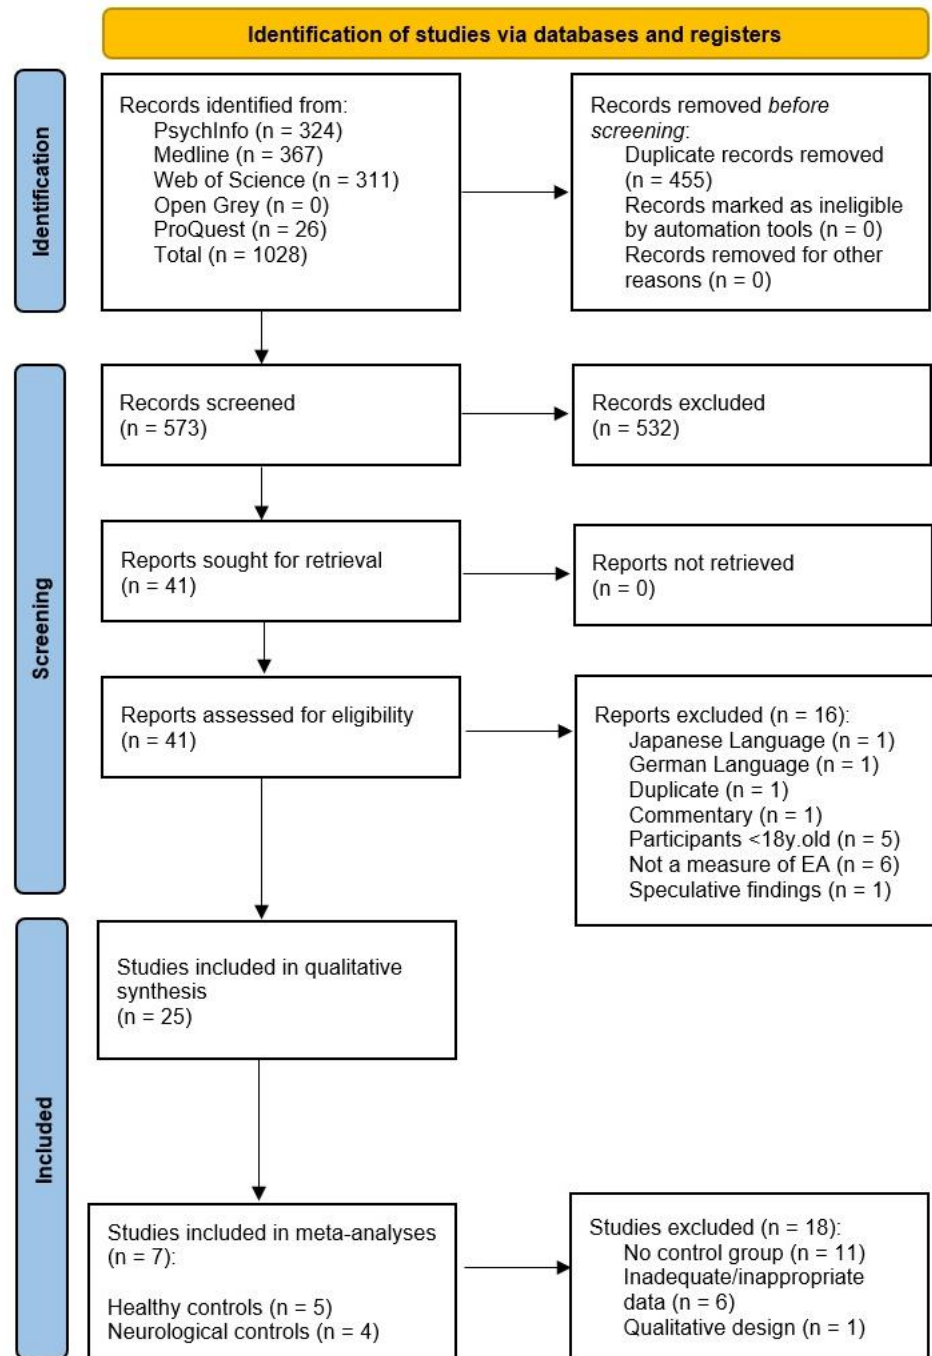 Identification of studies via databases and registers
Identification
Records identified from:
PsychInfo (n = 324)
Medline (n = 367)
Web of Science (n = 311)
Open Grey (n = 0)
ProQuest (n = 26)
Total (n = 1028)
Records removed before
screening:
Duplicate records removed
(n = 455)
Records marked as ineligible
by automation tools (n = 0)
Records removed for other
reasons (n = 0)
Screening
Records screened
(n = 573)
Records excluded
(n = 532)
Reports sought for retrieval
(n = 41)
Reports not retrieved
(n = 0)
Reports assessed for eligibility
(n = 41)
Reports excluded (n = 16):
Japanese Language (n = 1)
German Language (n = 1)
Duplicate (n = 1)
Commentary (n = 1)
Participants <18y.old (n = 5)
Not a measure of EA (n = 6)
Speculative findings (n = 1)
Included
Studies included in qualitative
synthesis
(n = 25)
Studies included in meta-analyses
(n = 7):
Healthy controls (n = 5)
Neurological controls (n = 4)
Studies excluded (n = 18):
No control group (n = 11)
Inadequate/inappropriate
data (n = 6)
Qualitative design (n = 1)